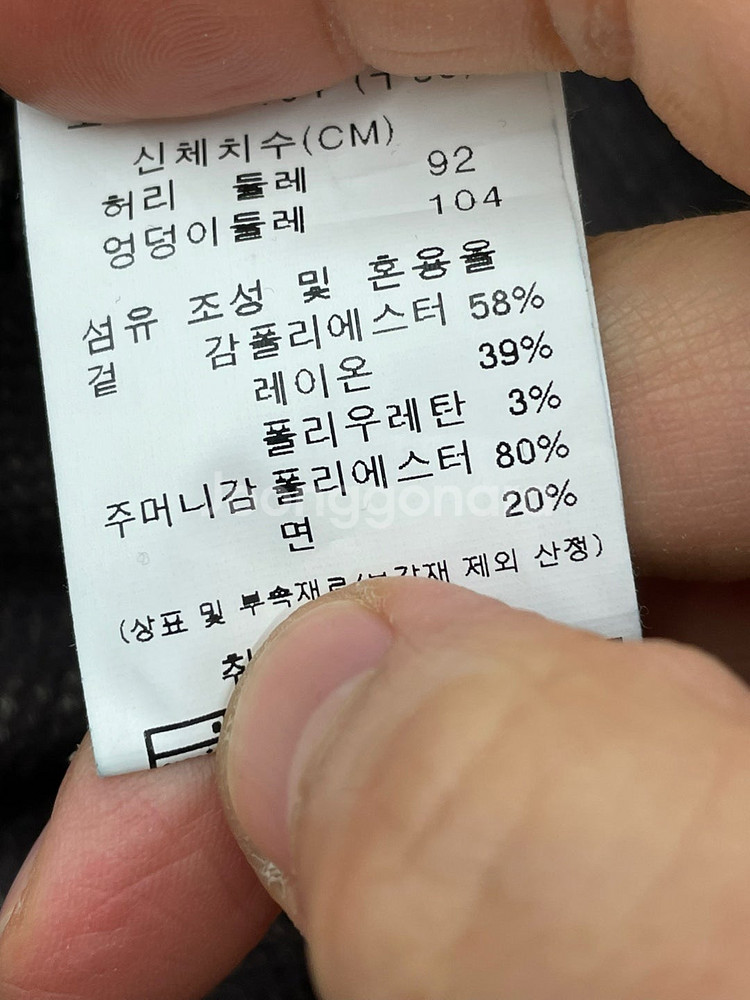 신체치수(CM)
허리 둘레 92
엉덩이둘레 104
섬유 조성 및 혼용율
겉 감폴리에스터 58%
레이온 39%
폴리우레탄 3%
주머니감 폴리에스터 80%
면 20%
(상표 및 부속재료 제외 산정)
취